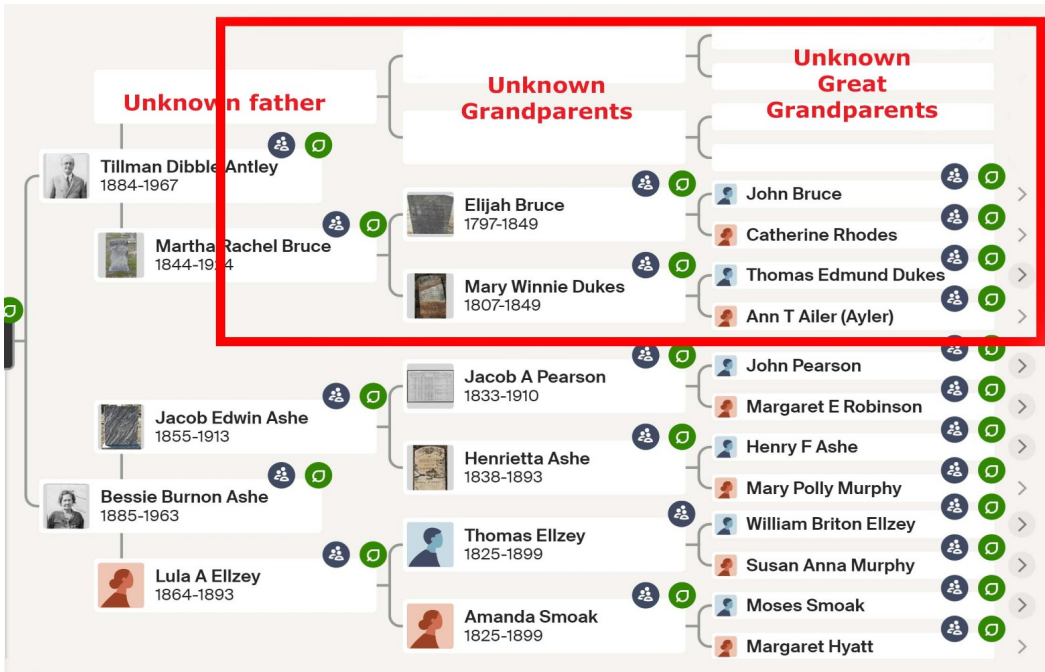 Unknown father
Unknown
Grandparents
Unknown
Great
Grandparents
Tillman Dibble Antley
1884-1967
Martha Rachel Bruce
1844-1924
Elijah Bruce
1797-1849
Mary Winnie Dukes
1807-1849
John Bruce
Catherine Rhodes
Thomas Edmund Dukes
Ann T Ailer (Ayler)
Jacob Edwin Ashe
1855-1913
Bessie Burnon Ashe
1885-1963
Lula A Ellzey
1864-1893
Jacob A Pearson
1833-1910
Henrietta Ashe
1838-1893
Thomas Ellzey
1825-1899
Amanda Smoak
1825-1899
John Pearson
Margaret E Robinson
Henry F Ashe
Mary Polly Murphy
William Briton Ellzey
Susan Anna Murphy
Moses Smoak
Margaret Hyatt